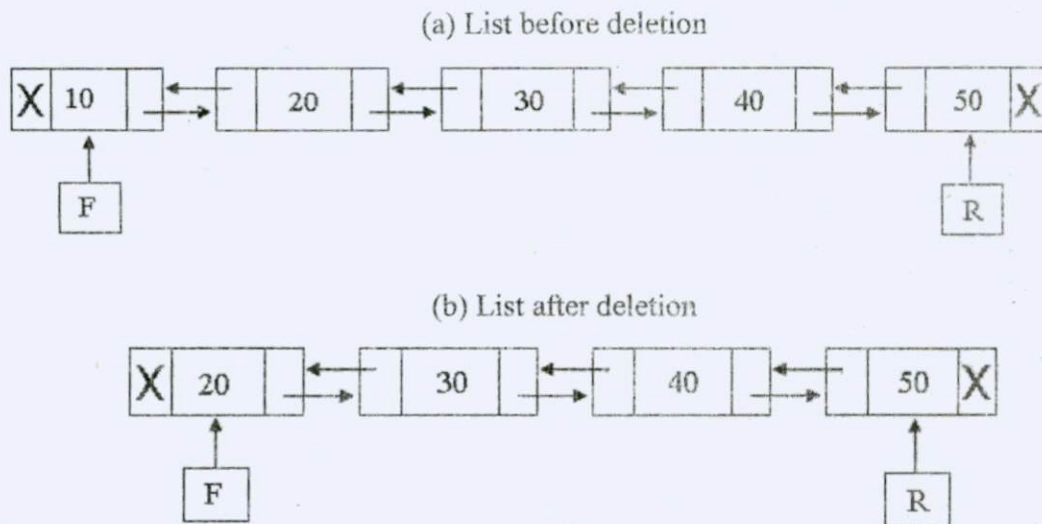 (a) List before deletion
X 10 20 30 40 50 X
F R
(b) List after deletion
X 20 30 40 50 X
F R